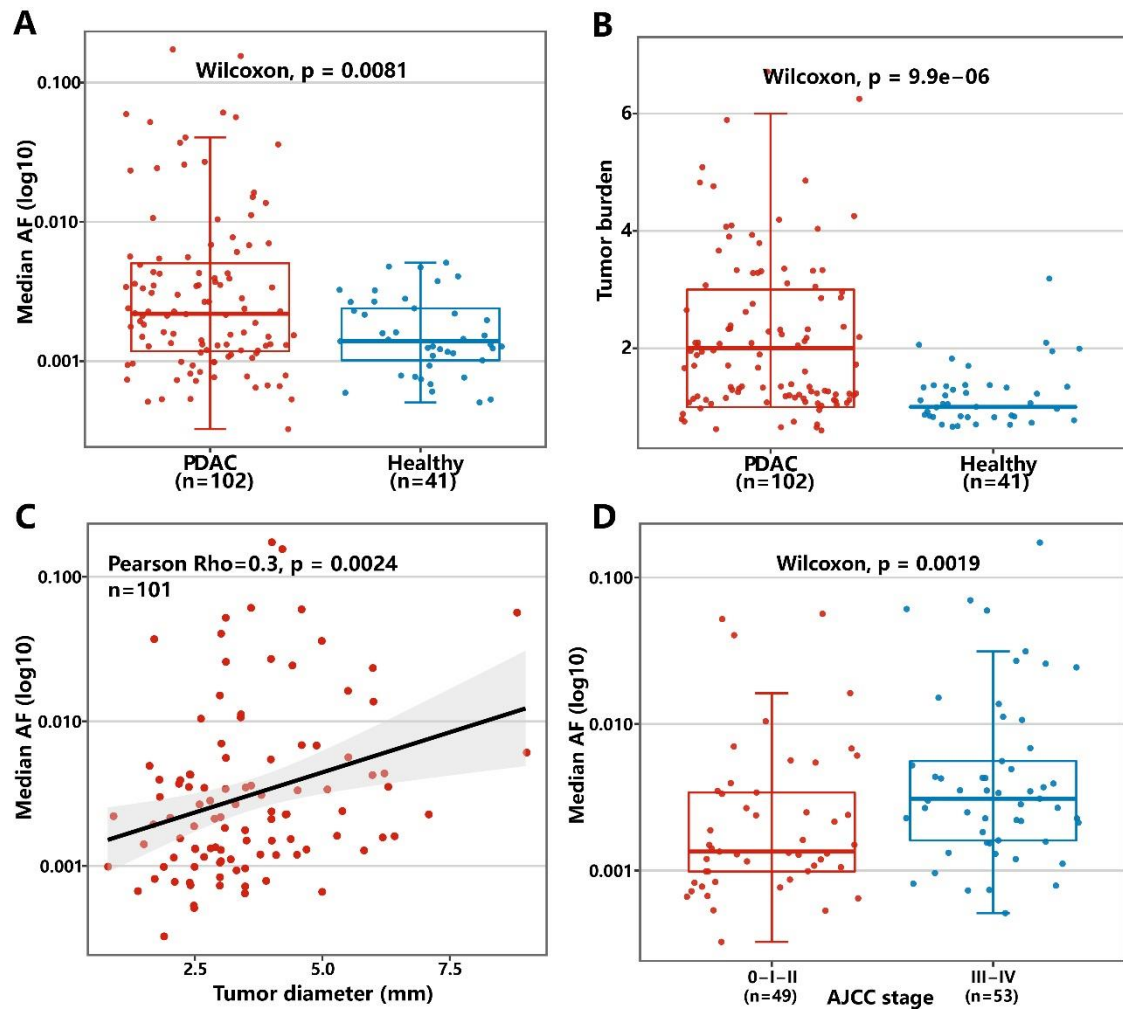 A
Wilcoxon, p = 0.0081
Median AF (log10)
0.100
0.010
0.001
PDAC
(n=102)
Healthy
(n=41)
B
Wilcoxon, p = 9.9e−06
Tumor burden
6
4
2
PDAC
(n=102)
Healthy
(n=41)
C
Pearson Rho=0.3, p = 0.0024
n=101
Median AF (log10)
0.100
0.010
0.001
2.5
5.0
7.5
Tumor diameter (mm)
D
Wilcoxon, p = 0.0019
Median AF (log10)
0.100
0.010
0.001
0−I−II
(n=49)
III−IV
(n=53)
AJCC stage